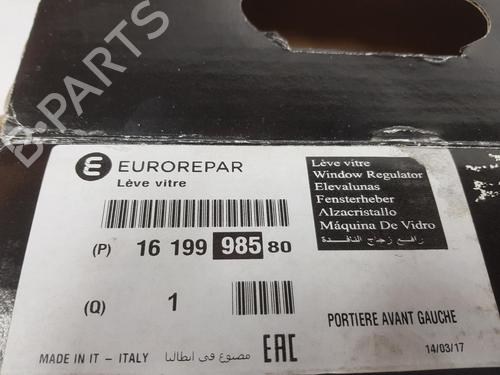 EUROREPAR
Lève vitre
(P) 16 199 985 80
(Q) 1
MADE IN IT - ITALY مصنوع في ايطاليا EAC
Lève vitre
Window Regulator
Elevalunas
Fensterheber
Alzacristallo
Máquina De Vidro
رافع زجاج النافذة
PORTIERE AVANT GAUCHE
14/03/17
B-PARTS